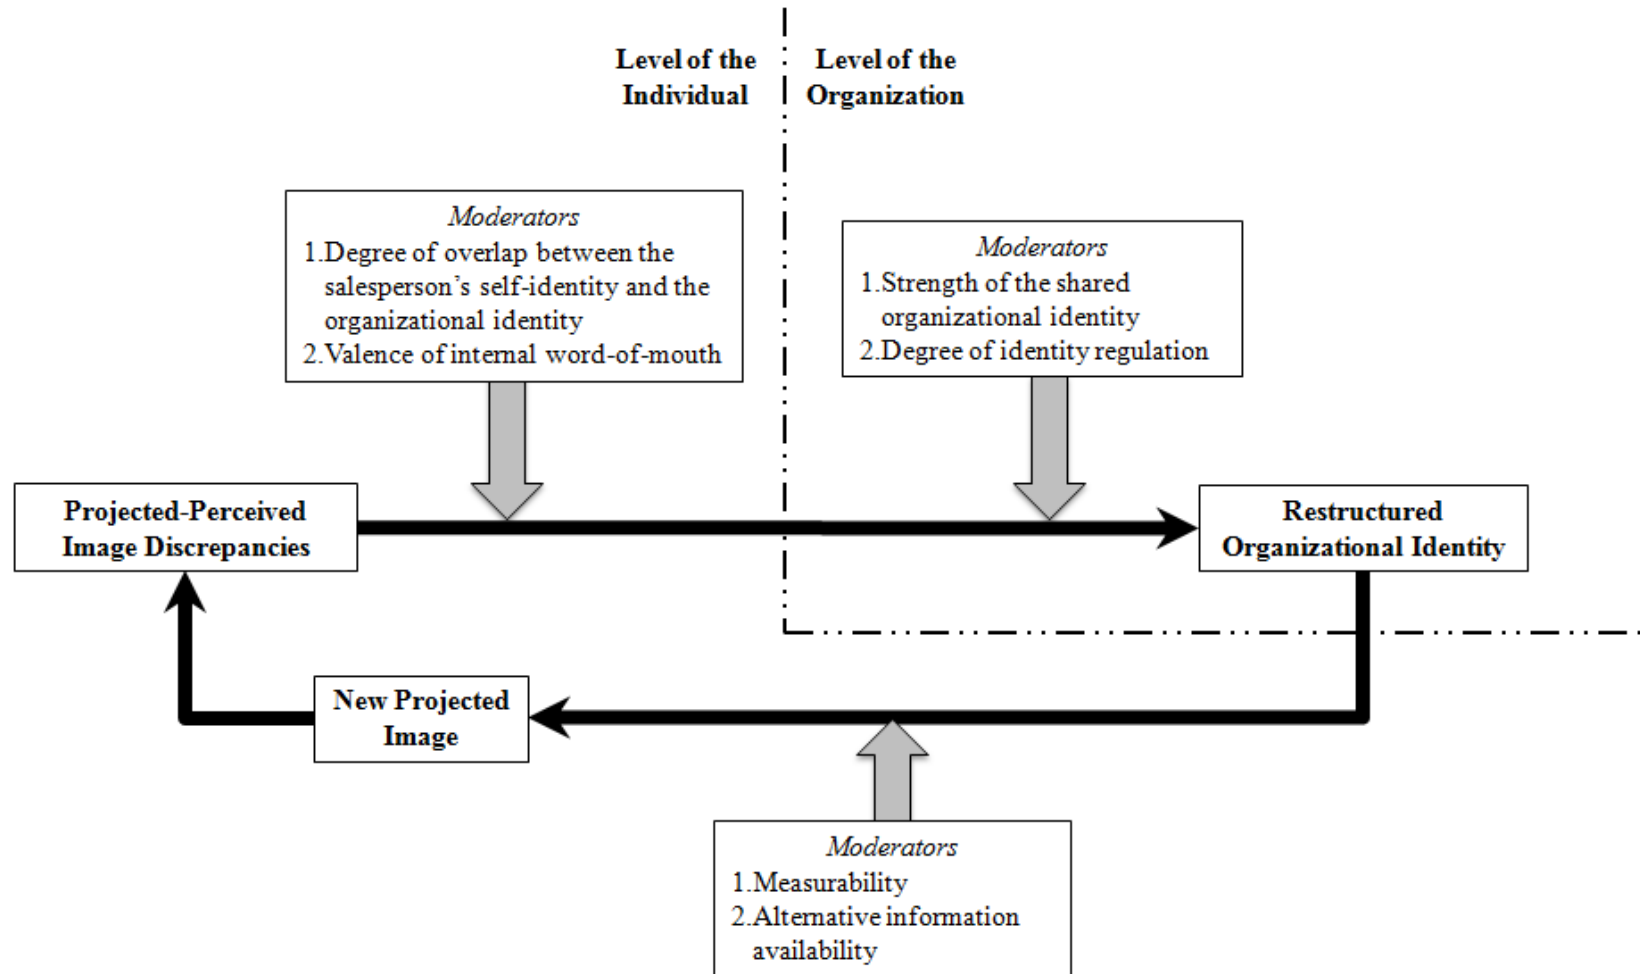 Level of the
Individual
Level of the
Organization
Moderators
1.Degree of overlap between the
salesperson’s self-identity and the
organizational identity
2.Valence of internal word-of-mouth
Moderators
1.Strength of the shared
organizational identity
2.Degree of identity regulation
Projected-Perceived
Image Discrepancies
Restructured
Organizational Identity
New Projected
Image
Moderators
1.Measurability
2.Alternative information
availability